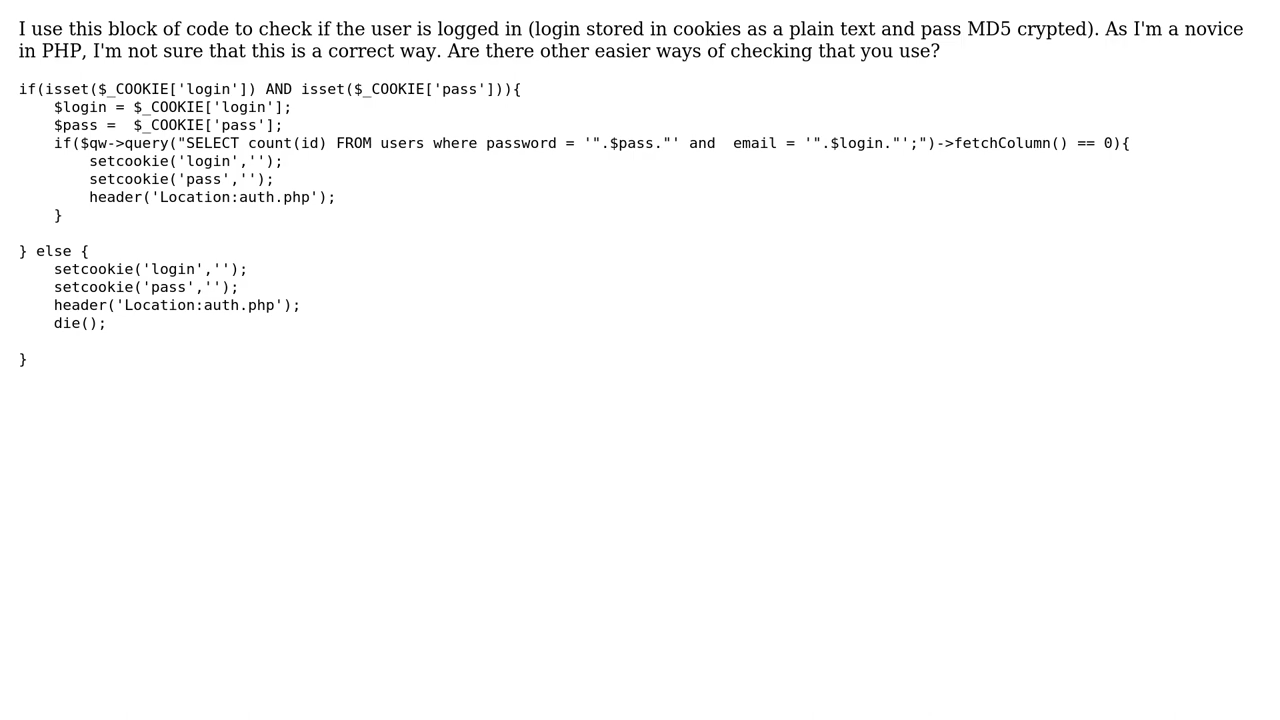 I use this block of code to check if the user is logged in (login stored in cookies as a plain text and pass MD5 crypted). As I'm a novice
in PHP, I'm not sure that this is a correct way. Are there other easier ways of checking that you use?
if(isset($_COOKIE['login']) AND isset($_COOKIE['pass'])){
    $login = $_COOKIE['login'];
    $pass =  $_COOKIE['pass'];
    if($qw->query("SELECT count(id) FROM users where password = '".$pass."' and  email = '".$login."';")->fetchColumn() == 0){
        setcookie('login','');
        setcookie('pass','');
        header('Location:auth.php');
    }
} else {
    setcookie('login','');
    setcookie('pass','');
    header('Location:auth.php');
    die();
}